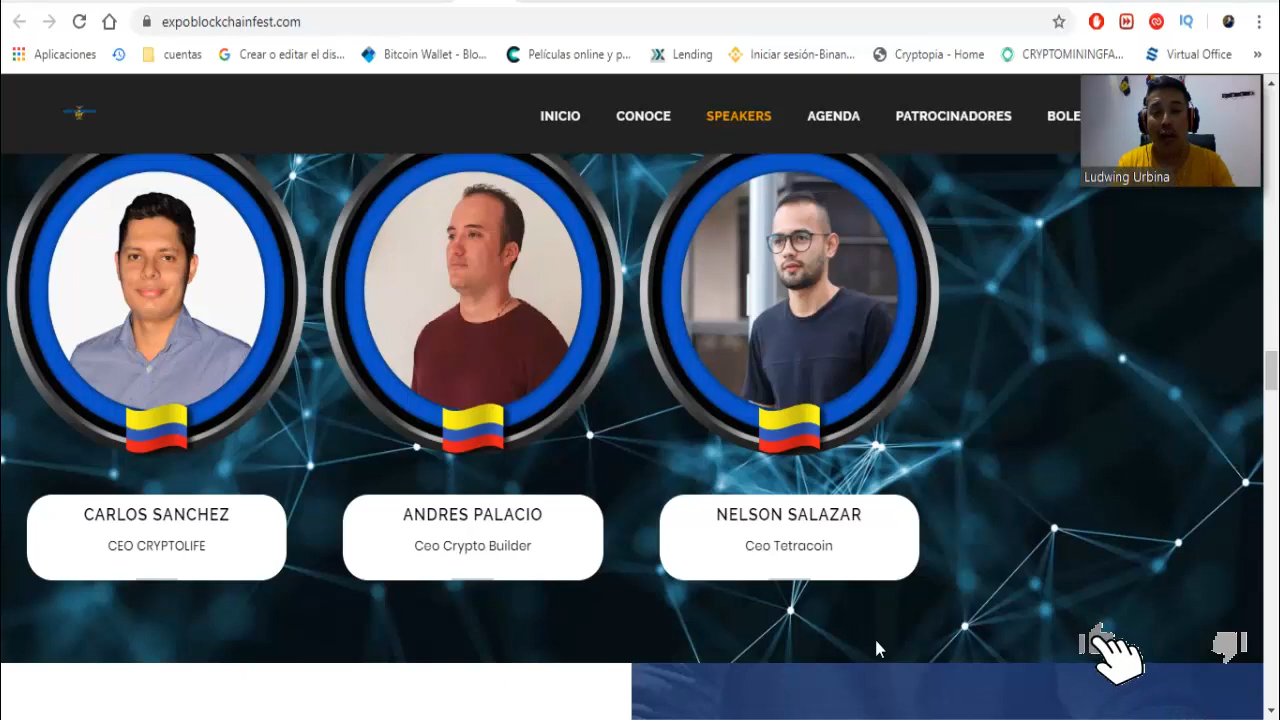 expoblockchainfest.com
Aplicaciones
cuentas
Crear o editar el dis...
Bitcoin Wallet - Blo...
Películas online y p...
Lending
Iniciar sesión-Binan...
Cryptopia - Home
CRYPTOMININGFA...
Virtual Office
INICIO
CONOCE
SPEAKERS
AGENDA
PATROCINADORES
BOLE
Ludwing Urbina
CARLOS SANCHEZ
CEO CRYPTOLIFE
ANDRES PALACIO
Ceo Crypto Builder
NELSON SALAZAR
Ceo Tetracoin